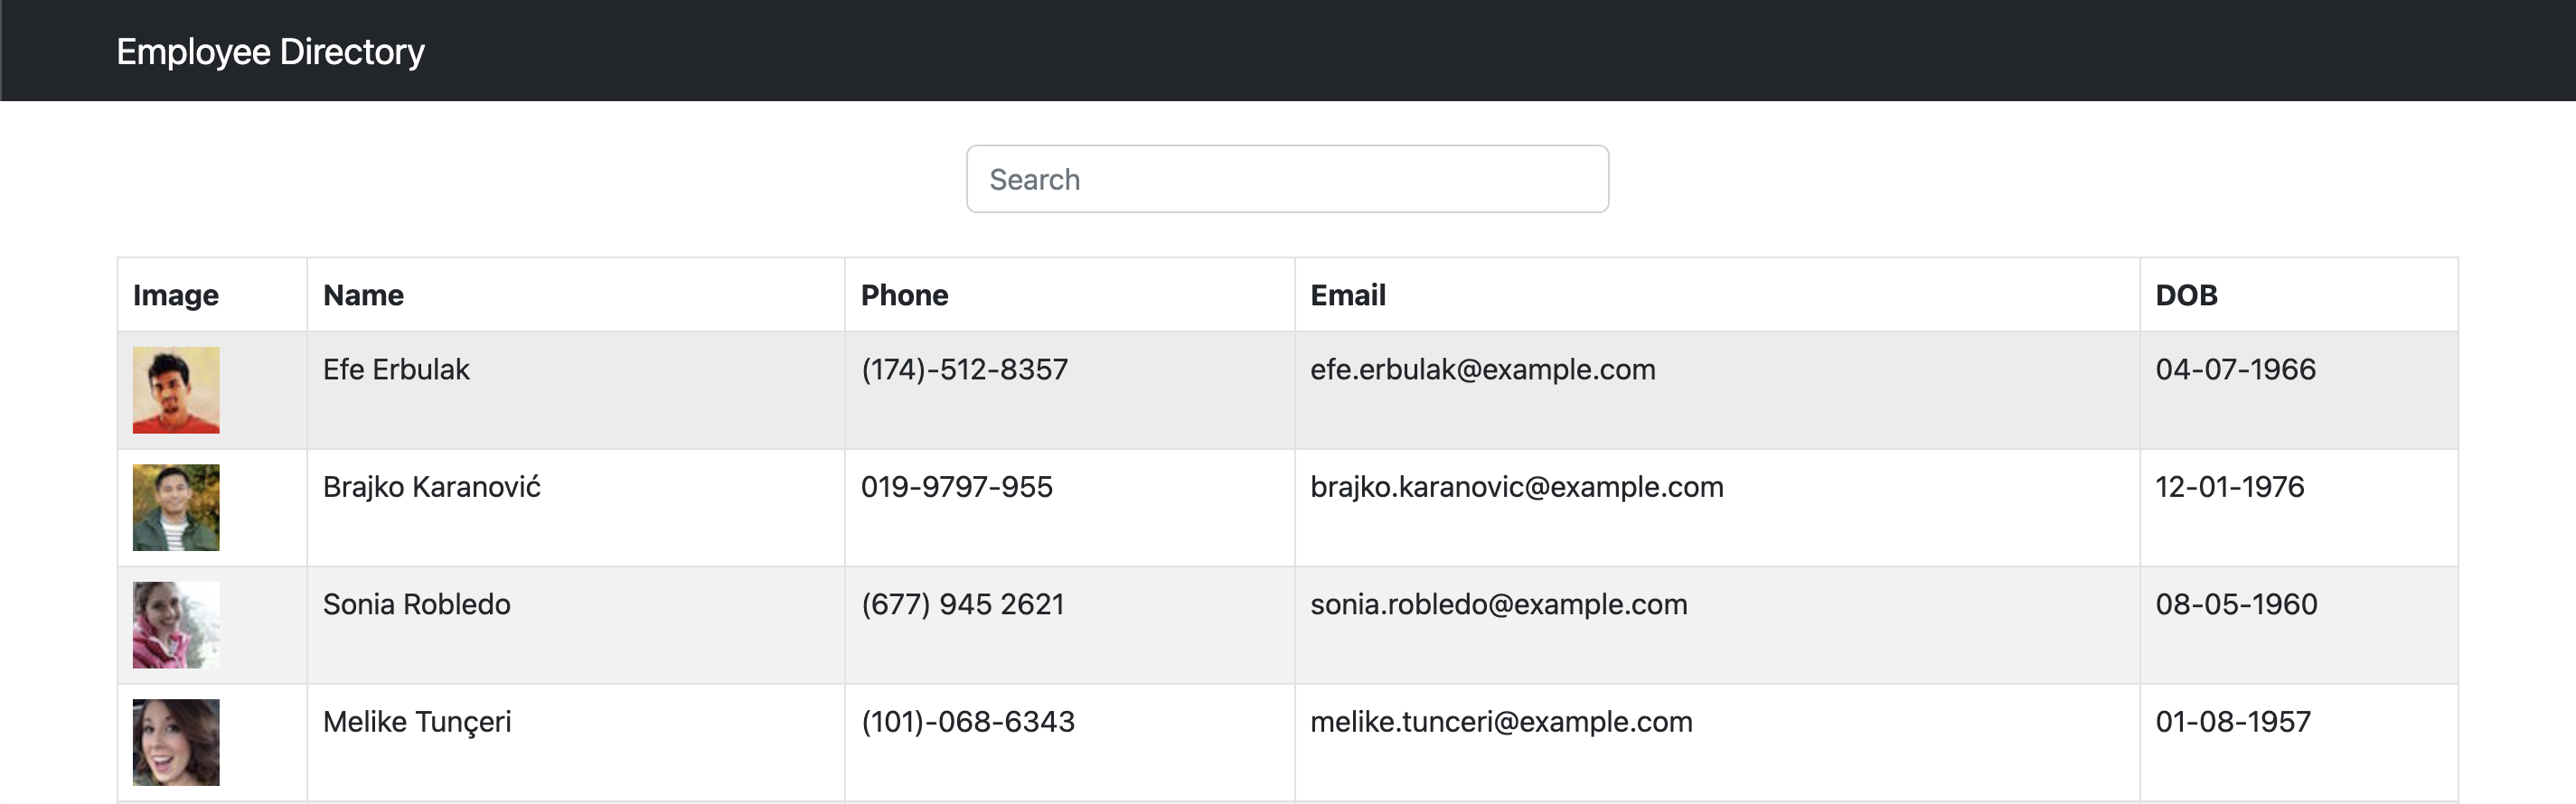 Employee Directory
Search
Image Name Phone Email DOB
Efe Erbulak (174)-512-8357 efe.erbulak@example.com 04-07-1966
Brajko Karanović 019-9797-955 brajko.karanovic@example.com 12-01-1976
Sonia Robledo (677) 945 2621 sonia.robledo@example.com 08-05-1960
Melike Tunçeri (101)-068-6343 melike.tunceri@example.com 01-08-1957